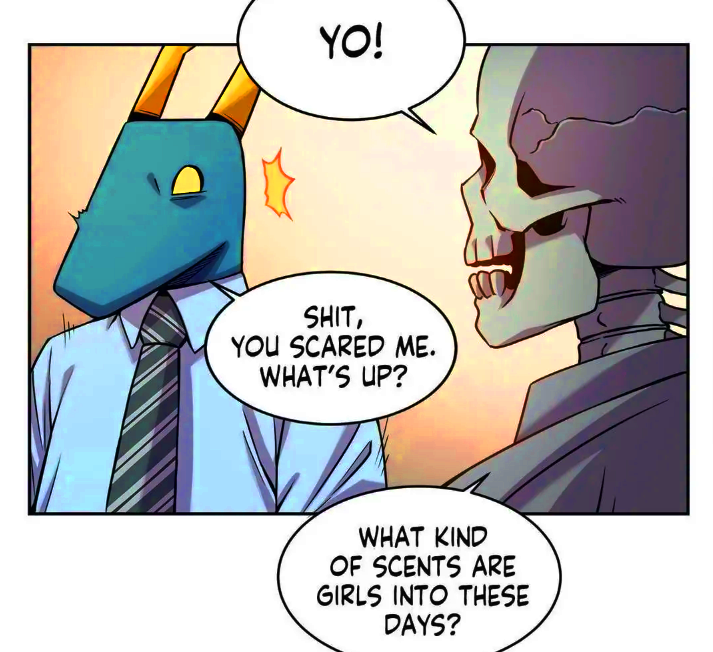 YO!
SHIT,
YOU SCARED ME.
WHAT'S UP?
WHAT KIND
OF SCENTS ARE
GIRLS INTO THESE
DAYS?